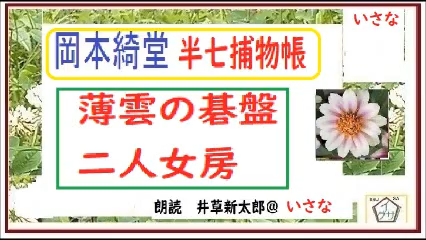 いさな
岡本綺堂 半七捕物帳
薄雲の碁盤
二人女房
朗読 井草新太郎@ いさな